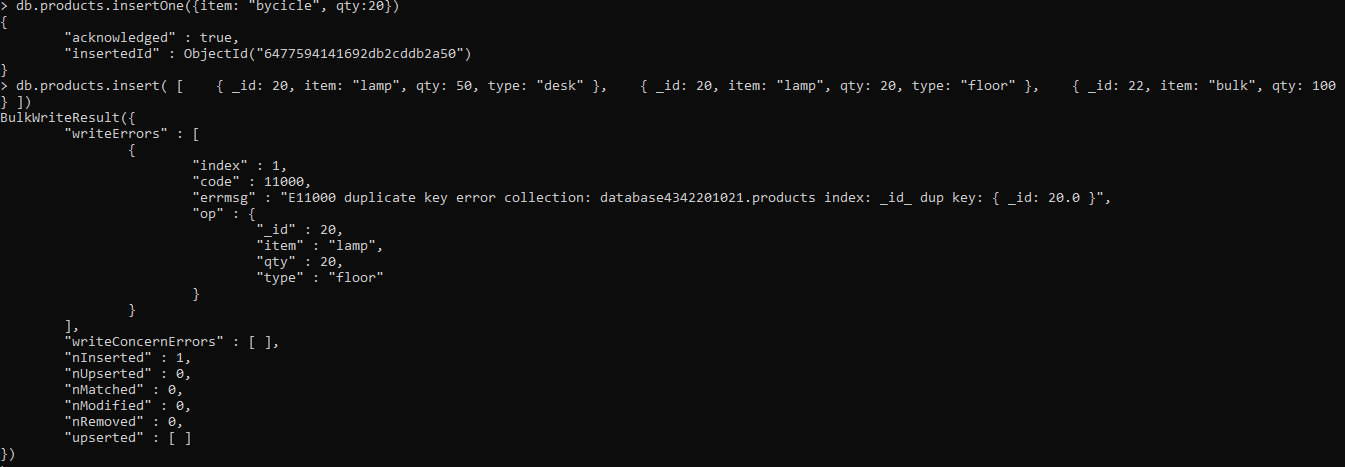 > db.products.insertOne({item: "bycicle", qty:20})
{
        "acknowledged" : true,
        "insertedId" : ObjectId("6477594141692db2cddb2a50")
}
> db.products.insert( [    { _id: 20, item: "lamp", qty: 50, type: "desk" },    { _id: 20, item: "lamp", qty: 20, type: "floor" },    { _id: 22, item: "bulk", qty: 100
} ])
BulkWriteResult({
        "writeErrors" : [
                {
                        "index" : 1,
                        "code" : 11000,
                        "errmsg" : "E11000 duplicate key error collection: database4342201021.products index: _id_ dup key: { _id: 20.0 }",
                        "op" : {
                                "_id" : 20,
                                "item" : "lamp",
                                "qty" : 20,
                                "type" : "floor"
                        }
                }
        ],
        "writeConcernErrors" : [ ],
        "nInserted" : 1,
        "nUpserted" : 0,
        "nMatched" : 0,
        "nModified" : 0,
        "nRemoved" : 0,
        "upserted" : [ ]
})